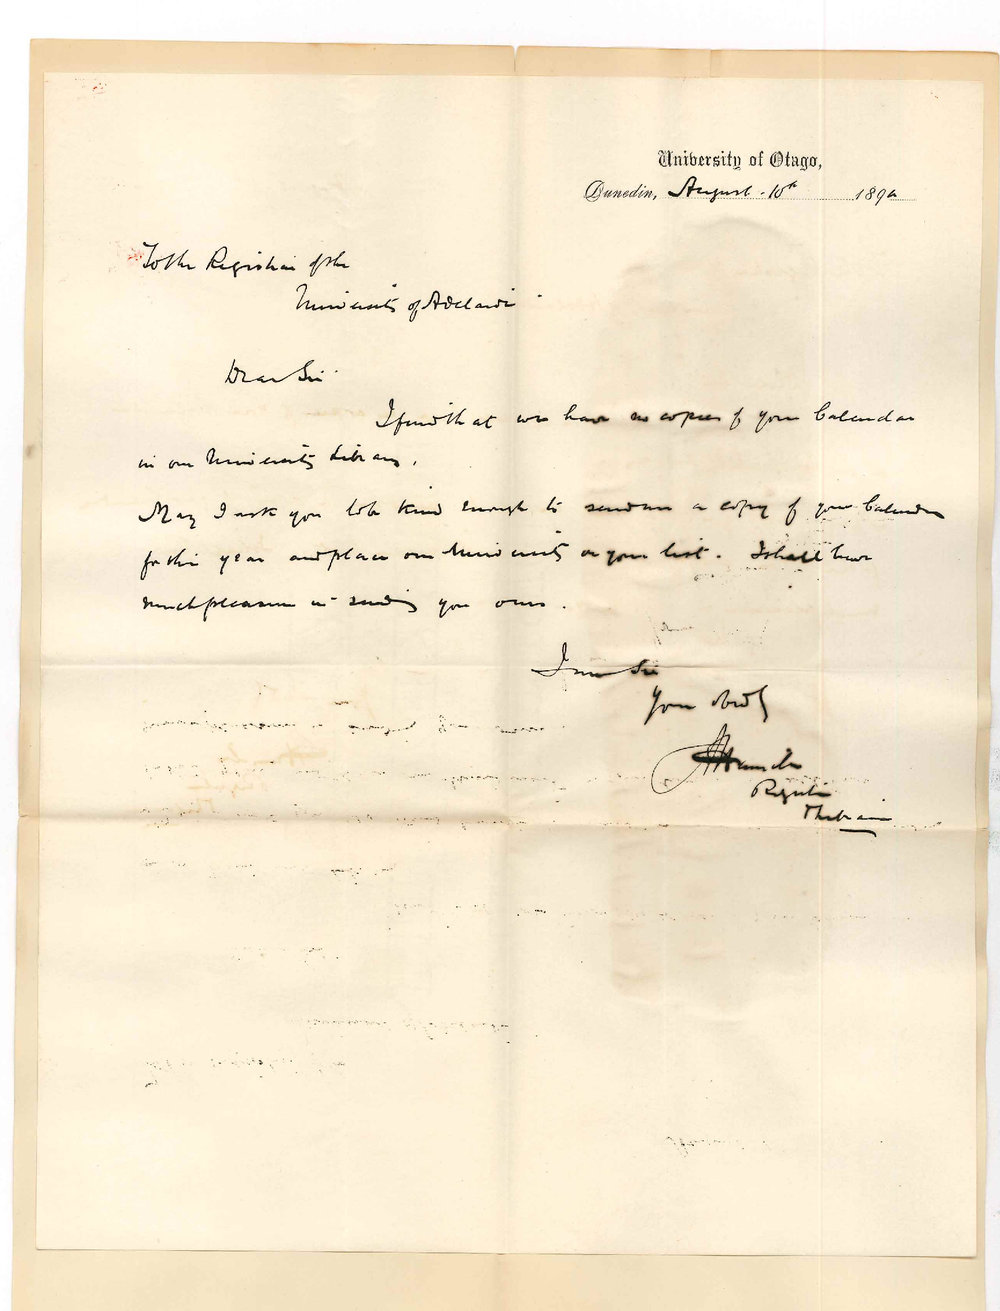 University of Otago,
Dunedin, August 10th 1890
To the Registrar of the
University of Adelaide
Dear Sir
I find that we have no copies of your Calendar
in our University Library.
May I ask you to be kind enough to send me a copy of your Calendar
for this year and place our University on your list. I shall have
much pleasure in sending you ours.
I am Sir
Your obedt
Registrar
& Librarian